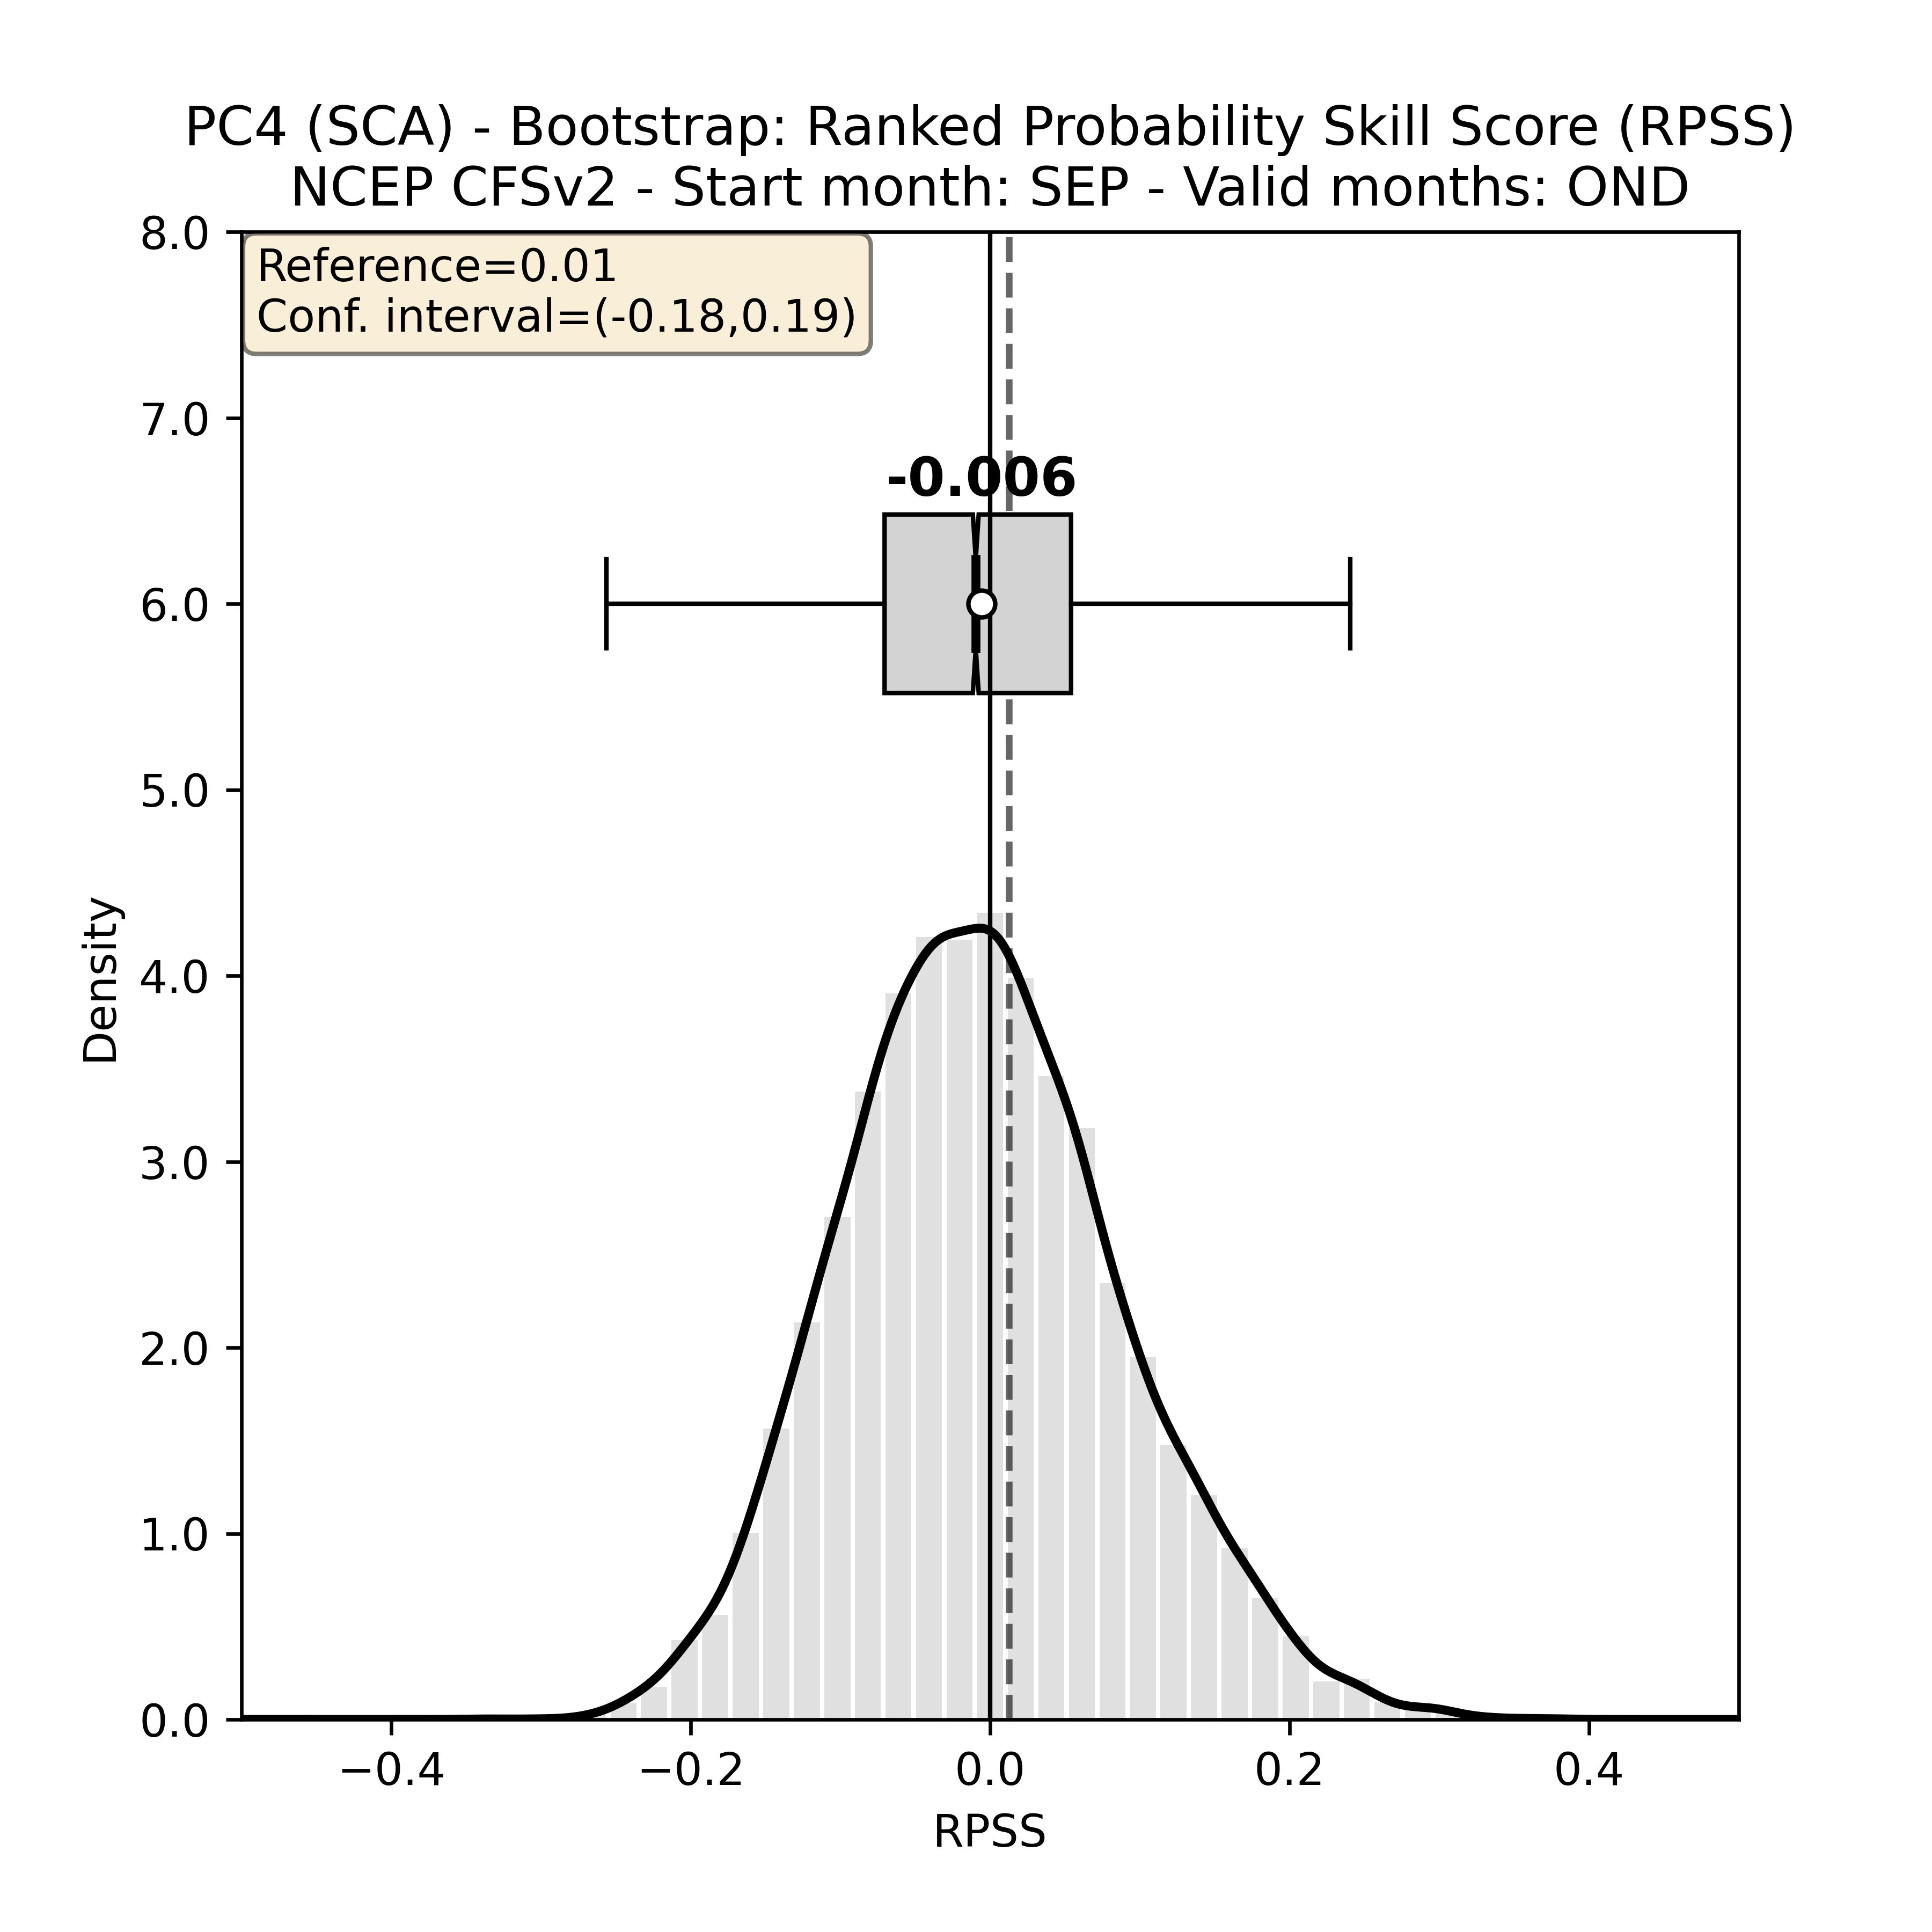 PC4 (SCA) - Bootstrap: Ranked Probability Skill Score (RPSS)
NCEP CFSv2 - Start month: SEP - Valid months: OND
Reference=0.01
Conf. interval=(-0.18,0.19)
-0.006
8.0
7.0
6.0
5.0
4.0
3.0
2.0
1.0
0.0
Density
−0.4 −0.2 0.0 0.2 0.4
RPSS